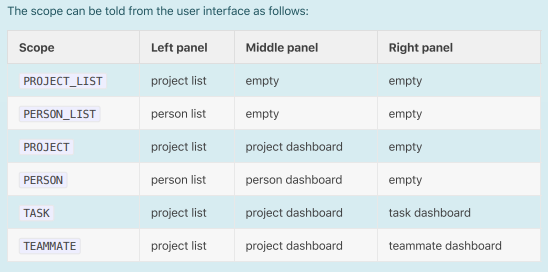 The scope can be told from the user interface as follows:
Scope Left panel Middle panel Right panel
PROJECT_LIST project list empty empty
PERSON_LIST person list empty empty
PROJECT project list project dashboard empty
PERSON person list person dashboard empty
TASK project list project dashboard task dashboard
TEAMMATE project list project dashboard teammate dashboard